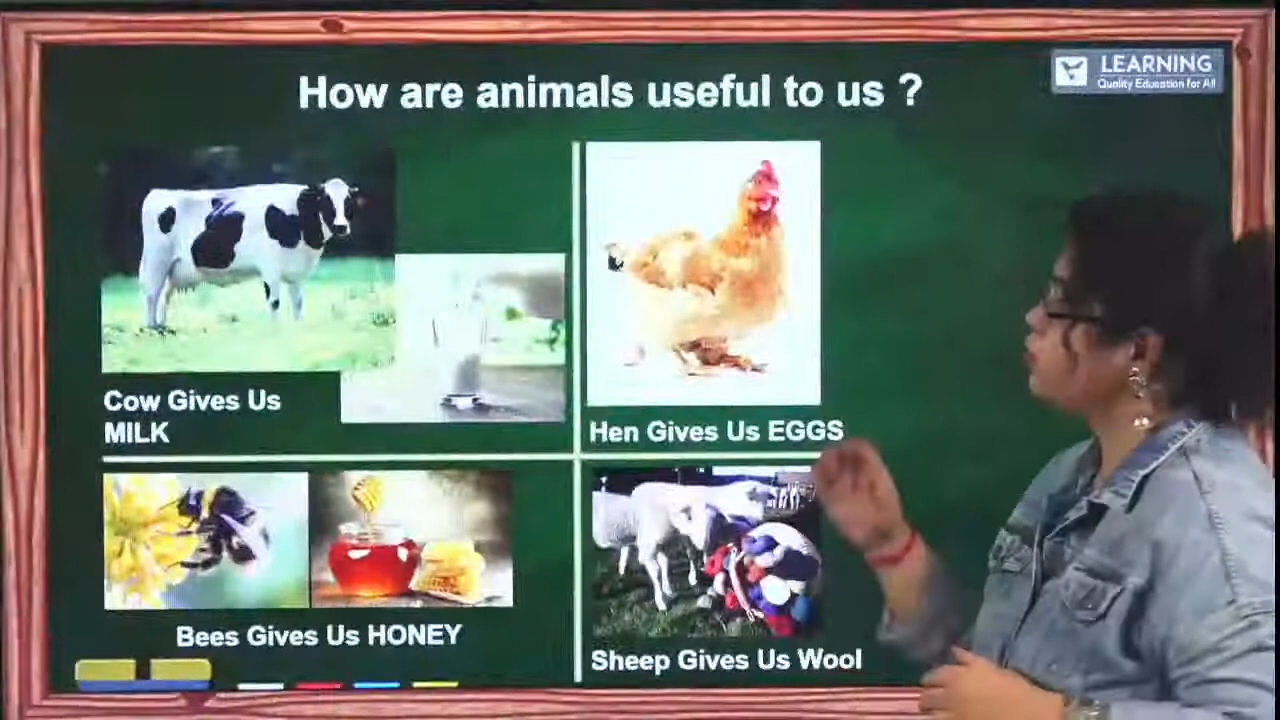 How are animals useful to us ?
LEARNING
Quality Education for All
Cow Gives Us
MILK
Hen Gives Us EGGS
Bees Gives Us HONEY
Sheep Gives Us Wool